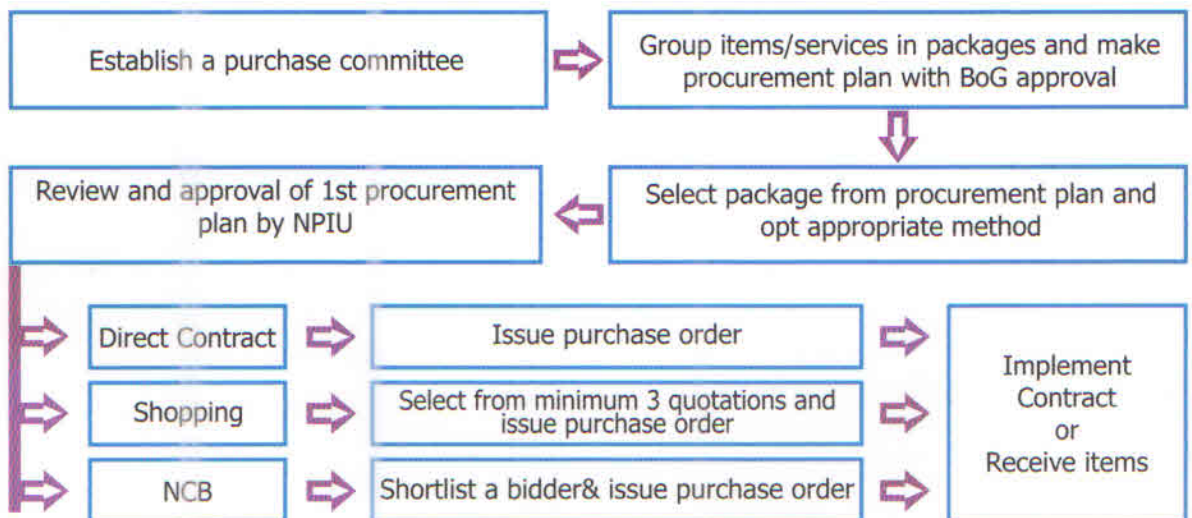 Establish a purchase committee
Group items/services in packages and make
procurement plan with BoG approval
Select package from procurement plan and
opt appropriate method
Review and approval of 1st procurement
plan by NPIU
Direct Contract
Issue purchase order
Shopping
Select from minimum 3 quotations and
issue purchase order
NCB
Shortlist a bidder& issue purchase order
Implement
Contract
or
Receive items